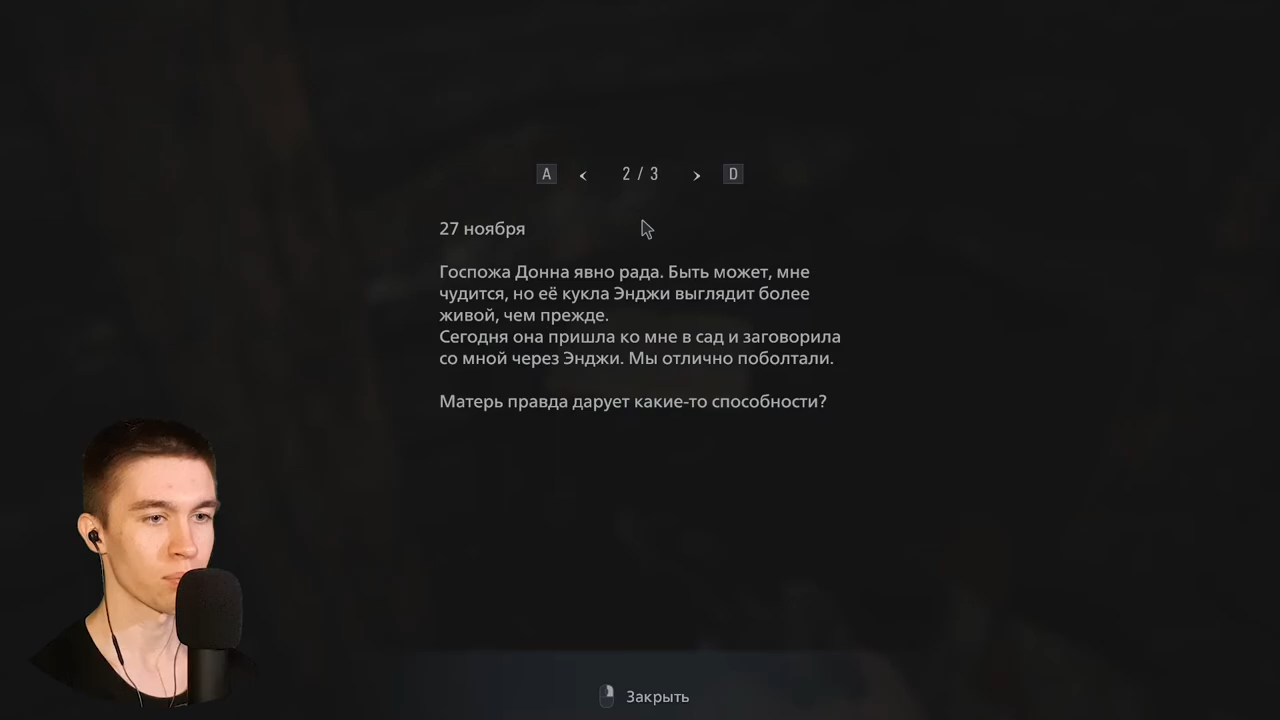 A < 2 / 3 > D
27 ноября
Госпожа Донна явно рада. Быть может, мне
чудится, но её кукла Энджи выглядит более
живой, чем прежде.
Сегодня она пришла ко мне в сад и заговорила
со мной через Энджи. Мы отлично поболтали.
Матерь правда дарует какие-то способности?
Закрыть